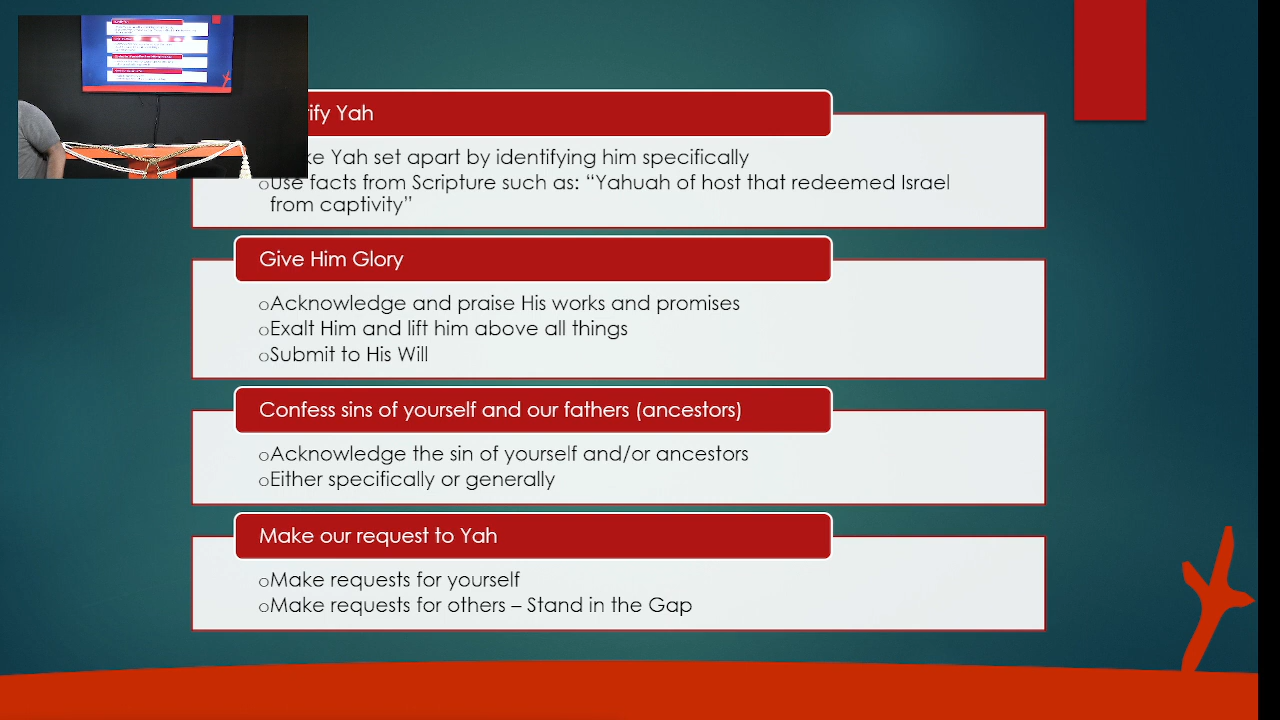 ify Yah
ke Yah set apart by identifying him specifically
oUse facts from Scripture such as: “Yahuah of host that redeemed Israel
from captivity”
Give Him Glory
oAcknowledge and praise His works and promises
oExalt Him and lift him above all things
oSubmit to His Will
Confess sins of yourself and our fathers (ancestors)
oAcknowledge the sin of yourself and/or ancestors
oEither specifically or generally
Make our request to Yah
oMake requests for yourself
oMake requests for others – Stand in the Gap